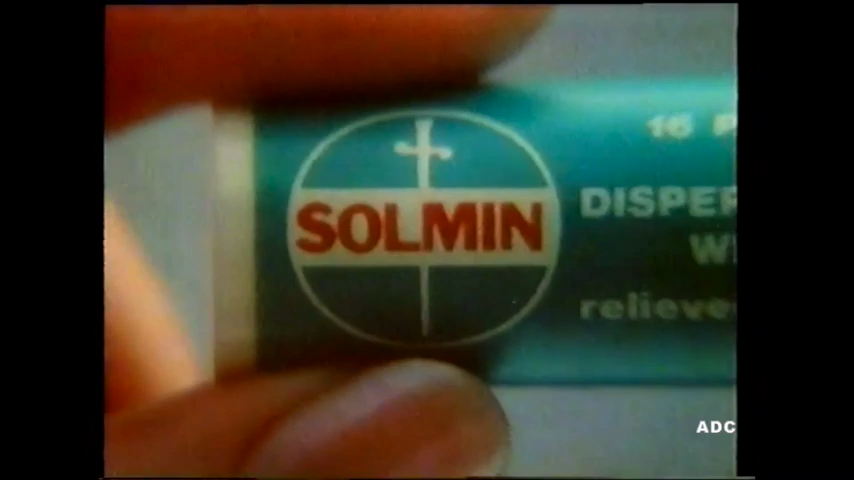 SOLMIN
16 P
DISPER
W
relieve
ADC